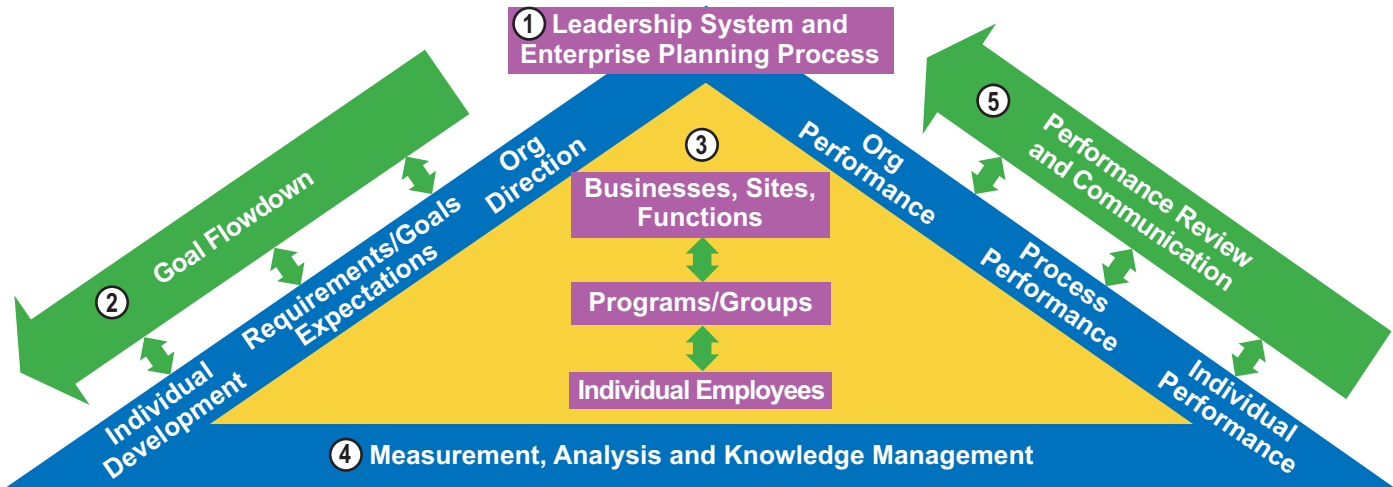 1 Leadership System and
Enterprise Planning Process
2 Goal Flowdown
Org
Direction
Requirements/Goals
Expectations
Individual
Development
3
Businesses, Sites,
Functions
Programs/Groups
Individual Employees
4 Measurement, Analysis and Knowledge Management
Org
Performance
Process
Performance
Individual
Performance
5 Performance Review
and Communication